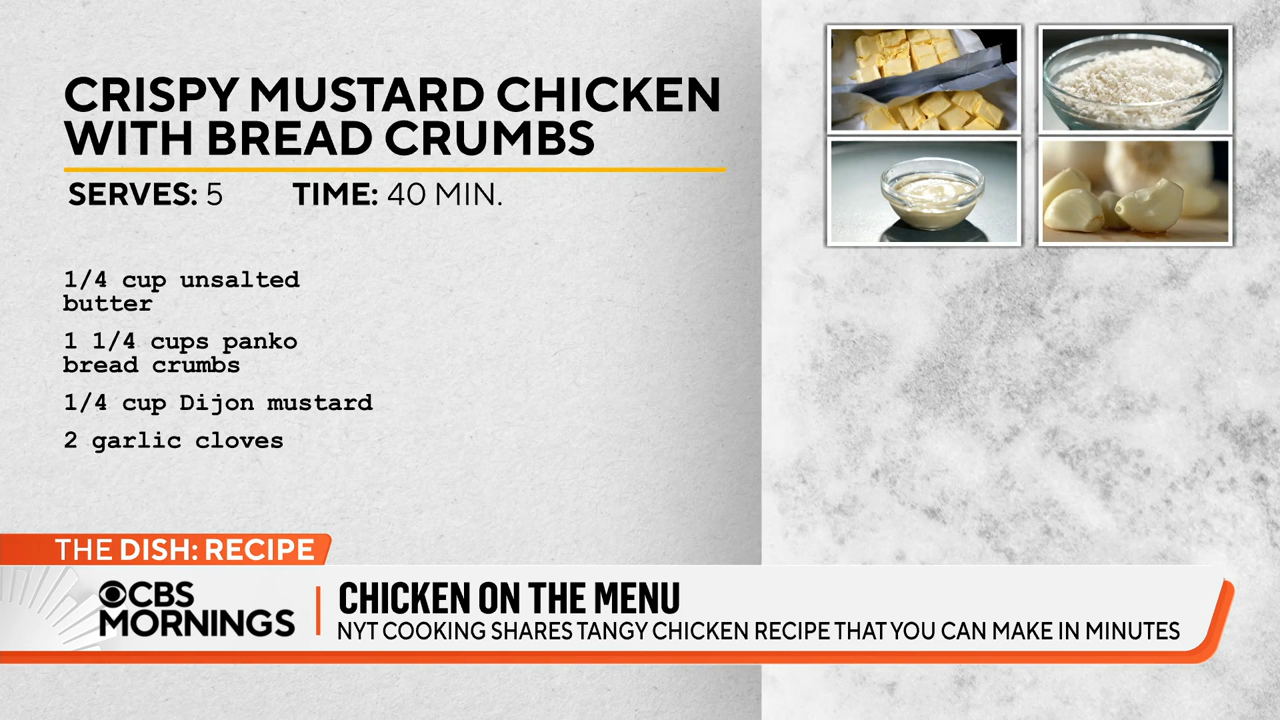 CRISPY MUSTARD CHICKEN
WITH BREAD CRUMBS
SERVES: 5 TIME: 40 MIN.
1/4 cup unsalted
butter
1 1/4 cups panko
bread crumbs
1/4 cup Dijon mustard
2 garlic cloves
THE DISH: RECIPE
CBS
MORNINGS
CHICKEN ON THE MENU
NYT COOKING SHARES TANGY CHICKEN RECIPE THAT YOU CAN MAKE IN MINUTES